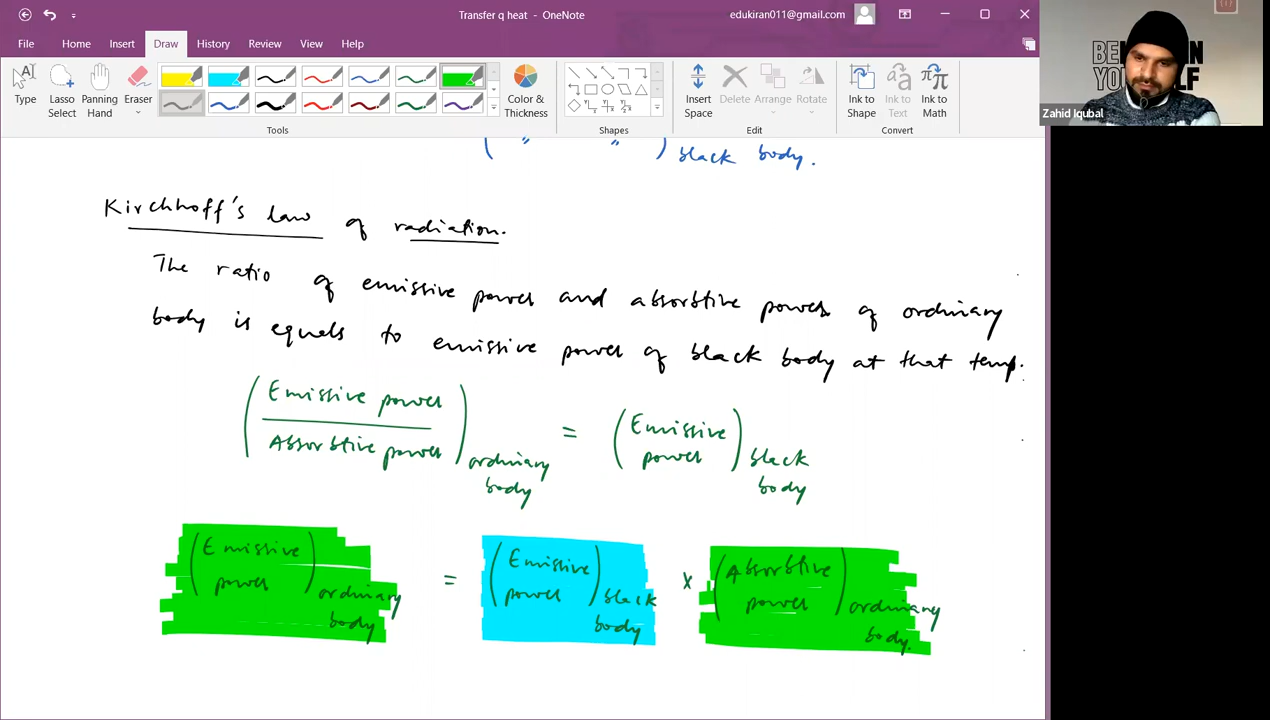 Transfer q heat - OneNote
edukiran011@gmail.com
File Home Insert Draw History Review View Help
Type
Lasso Select
Panning Hand
Eraser
Color & Thickness
Insert Space
Delete
Arrange
Rotate
Ink to Shape
Ink to Text
Ink to Math
Tools
Shapes
Edit
Convert
Zahid Iqubal
( " " ) black body.
Kirchhoff's law of radiation.
The ratio of emissive power and absorbtive power of ordinary
body is equals to emissive power of black body at that temp.
(Emissive power / Absorbtive power) ordinary body = (Emissive power) black body
(Emissive power) ordinary body = (Emissive power) black body × (Absorbtive power) ordinary body.